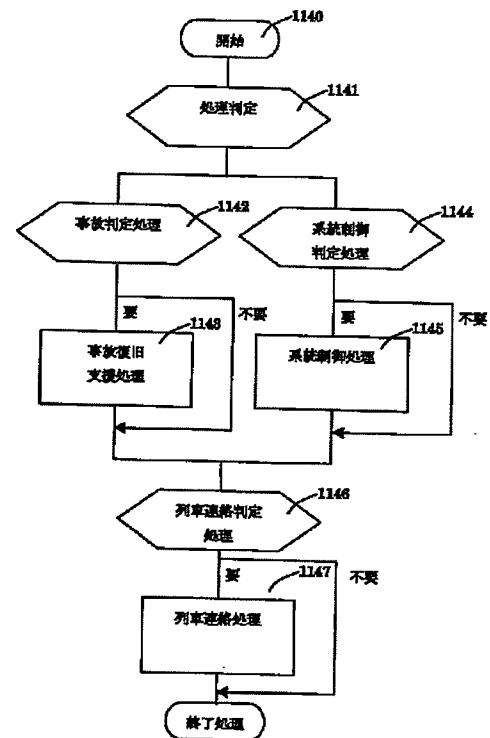 1140
開始
1141
処理判定
1142
事故判定処理
1144
系統制御
判定処理
要
不要
1143
事故復旧
支援処理
要
不要
1145
系統制御処理
1146
列車連絡判定
処理
要
不要
1147
列車連絡処理
終了処理